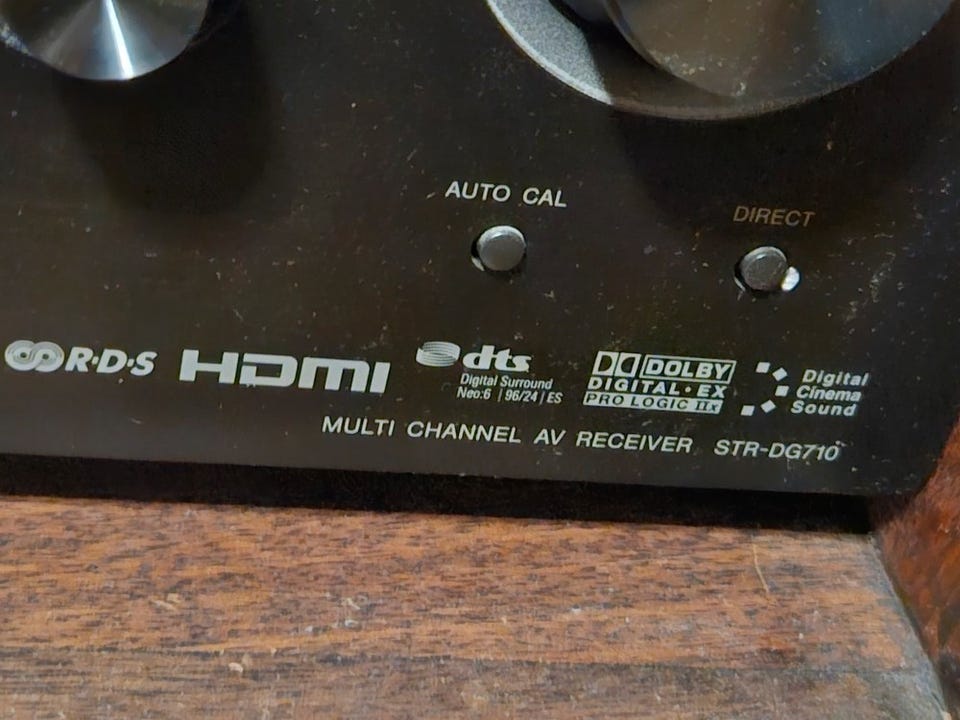 AUTO CAL
DIRECT
R·D·S
HDMI
dts
Digital Surround
Neo:6 | 96/24 | ES
DOLBY
DIGITAL·EX
PRO LOGIC IIx
Digital
Cinema
Sound
MULTI CHANNEL AV RECEIVER STR-DG710